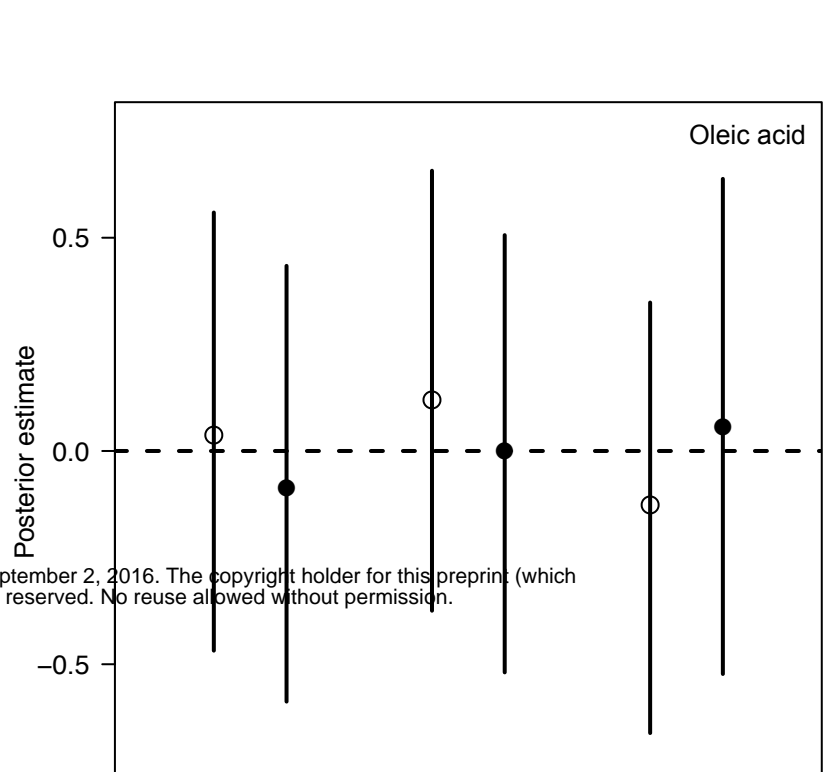 Oleic acid
0.5
0.0
−0.5
Posterior estimate
ptember 2, 2016. The copyright holder for this preprint (which
reserved. No reuse allowed without permission.